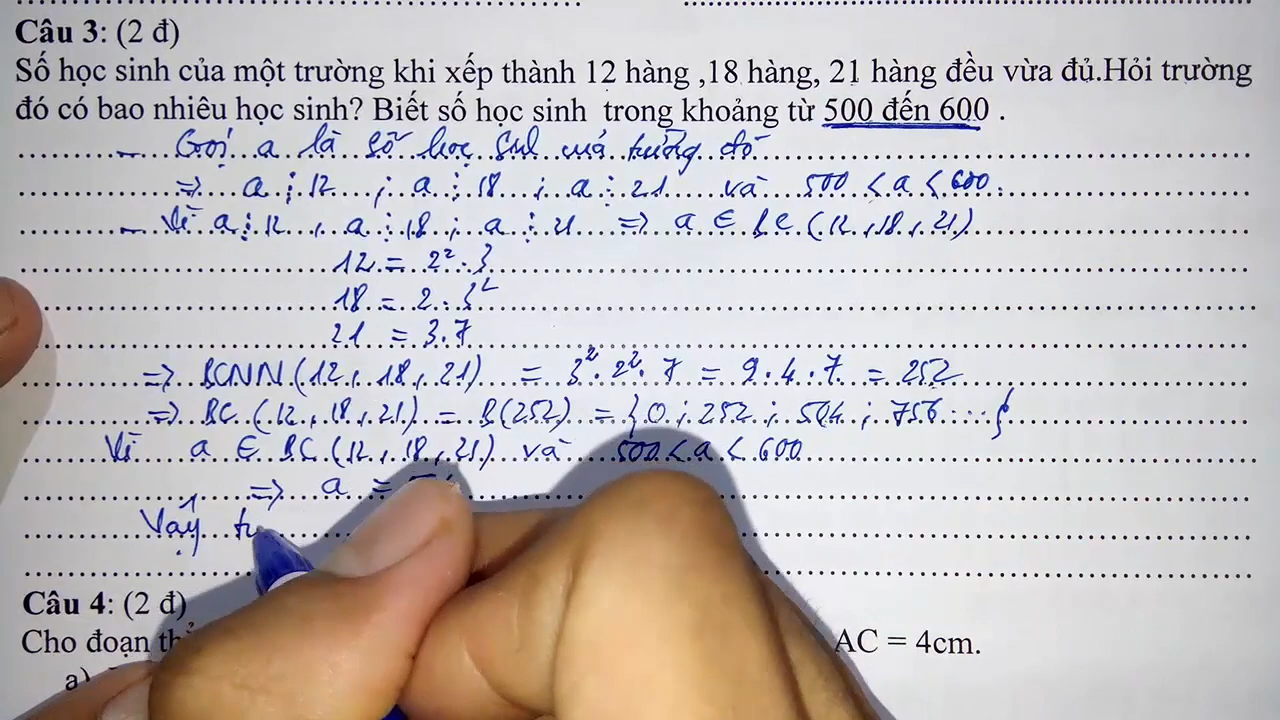 Câu 3: (2 đ)
Số học sinh của một trường khi xếp thành 12 hàng ,18 hàng, 21 hàng đều vừa đủ.Hỏi trường
đó có bao nhiêu học sinh? Biết số học sinh trong khoảng từ 500 đến 600 .
- Gọi a là số học sinh của trường đó
=> a ⋮ 12 ; a ⋮ 18 ; a ⋮ 21 và 500 < a < 600.
- Vì a ⋮ 12 , a ⋮ 18 ; a ⋮ 21 => a ∈ BC (12, 18, 21)
12 = 2² . 3
18 = 2 . 3²
21 = 3.7
=> BCNN (12, 18, 21) = 3² . 2² . 7 = 9 . 4 . 7 = 252
=> BC (12, 18, 21) = B(252) = {0 ; 252 ; 504 ; 756 ....}
Vì a ∈ BC (12, 18, 21) và 500 < a < 600
=> a =
Vậy
Câu 4: (2 đ)
Cho đoạn AC = 4cm.
a)